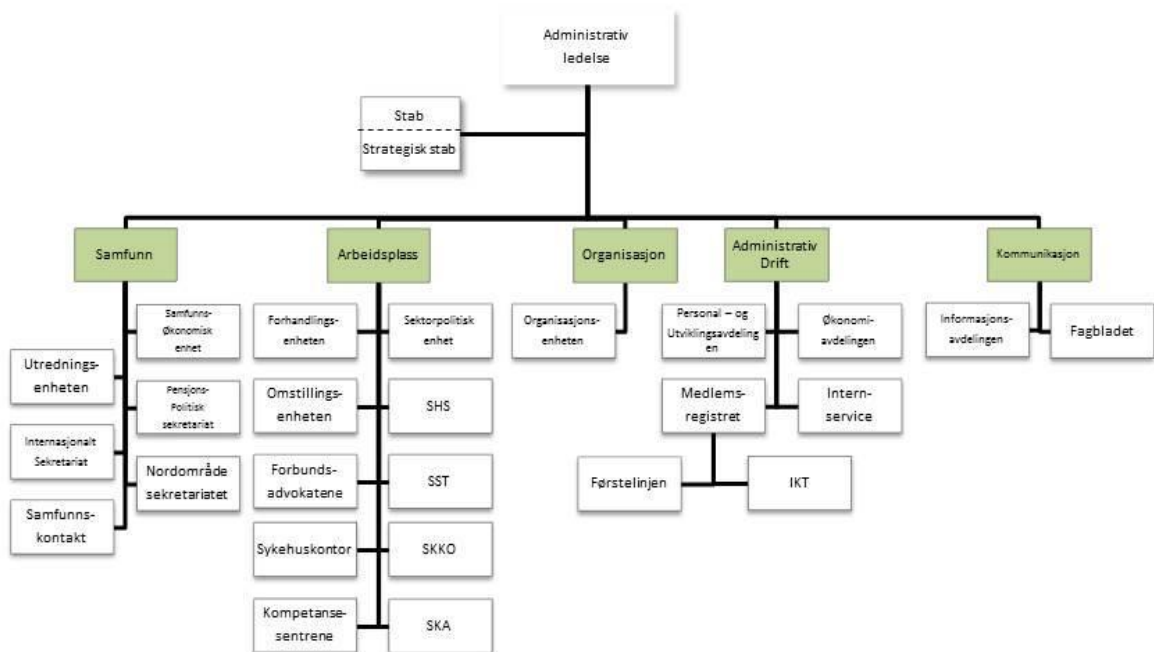 Administrativ
ledelse
Stab
Strategisk stab
Samfunn
Arbeidsplass
Organisasjon
Administrativ
Drift
Kommunikasjon
Samfunns-
Økonomisk
enhet
Utrednings-
enheten
Pensjons-
Politisk
sekretariat
Internasjonalt
Sekretariat
Nordområde
sekretariatet
Samfunns-
kontakt
Forhandlings-
enheten
Sektorpolitisk
enhet
Omstillings-
enheten
SHS
Forbunds-
advokatene
SST
Sykehuskontor
SKKO
Kompetanse-
sentrene
SKA
Organisasjons-
enheten
Personal – og
Utviklingsavdeling
en
Økonomi-
avdelingen
Medlems-
registret
Intern-
service
Førstelinjen
IKT
Informasjons-
avdelingen
Fagbladet